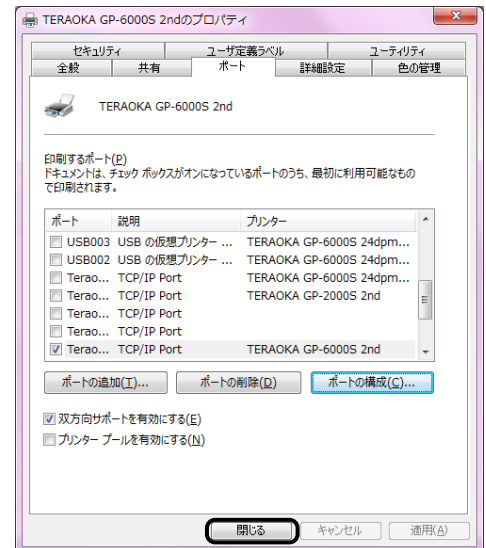 TERAOKA GP-6000S 2ndのプロパティ
セキュリティ ユーザ定義ラベル ユーティリティ
全般 共有 ポート 詳細設定 色の管理
TERAOKA GP-6000S 2nd
印刷するポート(P)
ドキュメントは、チェック ボックスがオンになっているポートのうち、最初に利用可能なもの
で印刷されます。
ポート 説明 プリンター
USB003 USB の仮想プリンター ... TERAOKA GP-6000S 24dpm...
USB002 USB の仮想プリンター ... TERAOKA GP-6000S 24dpm...
Terao... TCP/IP Port TERAOKA GP-6000S 24dpm...
Terao... TCP/IP Port TERAOKA GP-2000S 2nd
Terao... TCP/IP Port
Terao... TCP/IP Port
Terao... TCP/IP Port TERAOKA GP-6000S 2nd
ポートの追加(T)... ポートの削除(D) ポートの構成(C)...
双方向サポートを有効にする(E)
プリンター プールを有効にする(N)
閉じる キャンセル 適用(A)